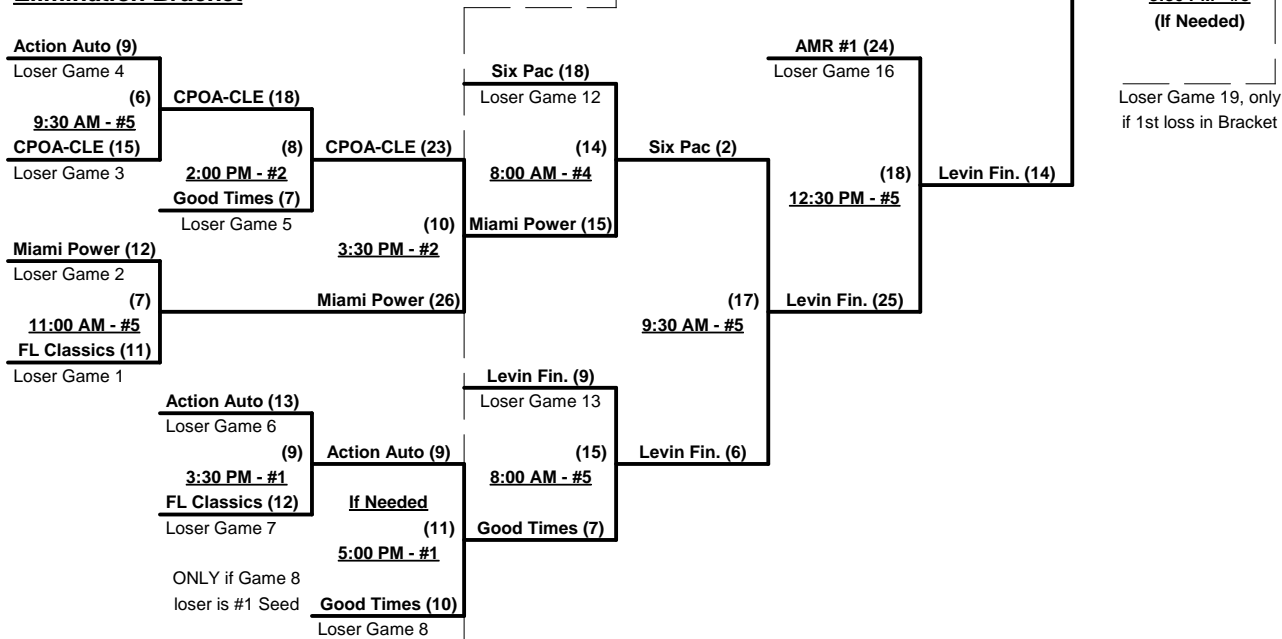 Action Auto (9)
Loser Game 4
(6)
9:30 AM - #5
CPOA-CLE (15)
Loser Game 3
CPOA-CLE (18)
(8)
2:00 PM - #2
Good Times (7)
Loser Game 5
Miami Power (12)
Loser Game 2
(7)
11:00 AM - #5
FL Classics (11)
Loser Game 1
CPOA-CLE (23)
(10)
3:30 PM - #2
Miami Power (26)
Action Auto (13)
Loser Game 6
(9)
3:30 PM - #1
FL Classics (12)
Loser Game 7
Action Auto (9)
If Needed
(11)
5:00 PM - #1
ONLY if Game 8
loser is #1 Seed
Good Times (10)
Loser Game 8
Six Pac (18)
Loser Game 12
(14)
8:00 AM - #4
Miami Power (15)
Levin Fin. (9)
Loser Game 13
(15)
8:00 AM - #5
Good Times (7)
Six Pac (2)
(17)
9:30 AM - #5
Levin Fin. (6)
AMR #1 (24)
Loser Game 16
(18)
12:30 PM - #5
Levin Fin. (25)
Levin Fin. (14)
(If Needed)
Loser Game 19, only
if 1st loss in Bracket